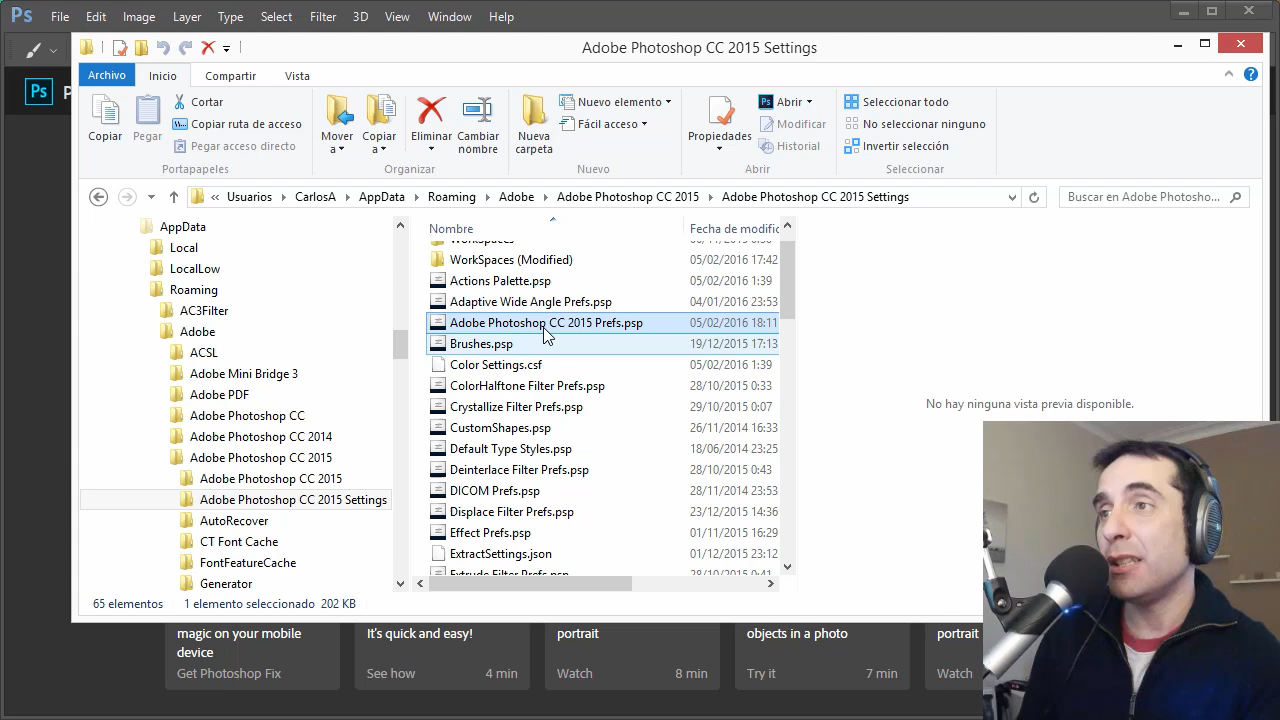 Ps File Edit Image Layer Type Select Filter 3D View Window Help
Adobe Photoshop CC 2015 Settings
Archivo Inicio Compartir Vista
Copiar
Pegar
Cortar
Copiar ruta de acceso
Pegar acceso directo
Portapapeles
Mover
a
Copiar
a
Eliminar
Cambiar
nombre
Organizar
Nueva
carpeta
Nuevo elemento
Fácil acceso
Nuevo
Propiedades
Ps Abrir
Modificar
Historial
Abrir
Seleccionar todo
No seleccionar ninguno
Invertir selección
Seleccionar
Usuarios CarlosA AppData Roaming Adobe Adobe Photoshop CC 2015 Adobe Photoshop CC 2015 Settings
Buscar en Adobe Photosho...
Ps P
AppData
Local
LocalLow
Roaming
AC3Filter
Adobe
ACSL
Adobe Mini Bridge 3
Adobe PDF
Adobe Photoshop CC
Adobe Photoshop CC 2014
Adobe Photoshop CC 2015
Adobe Photoshop CC 2015
Adobe Photoshop CC 2015 Settings
AutoRecover
CT Font Cache
FontFeatureCache
Generator
Nombre Fecha de modific
WorkSpaces
WorkSpaces (Modified) 05/02/2016 17:42
Actions Palette.psp 05/02/2016 1:39
Adaptive Wide Angle Prefs.psp 04/01/2016 23:53
Adobe Photoshop CC 2015 Prefs.psp 05/02/2016 18:11
Brushes.psp 19/12/2015 17:13
Color Settings.csf 05/02/2016 1:39
ColorHalftone Filter Prefs.psp 28/10/2015 0:33
Crystallize Filter Prefs.psp 29/10/2015 0:07
CustomShapes.psp 26/11/2014 16:33
Default Type Styles.psp 18/06/2014 23:25
Deinterlace Filter Prefs.psp 28/10/2015 0:43
DICOM Prefs.psp 28/11/2014 23:53
Displace Filter Prefs.psp 23/12/2015 14:36
Effect Prefs.psp 01/11/2015 16:29
ExtractSettings.json 01/12/2015 23:12
Extrude Filter Prefs.psp 28/10/2015 0:41
No hay ninguna vista previa disponible.
65 elementos 1 elemento seleccionado 202 KB
magic on your mobile
device
Get Photoshop Fix
It's quick and easy!
See how 4 min
portrait
Watch 8 min
objects in a photo
Try it 7 min
portrait
Watch